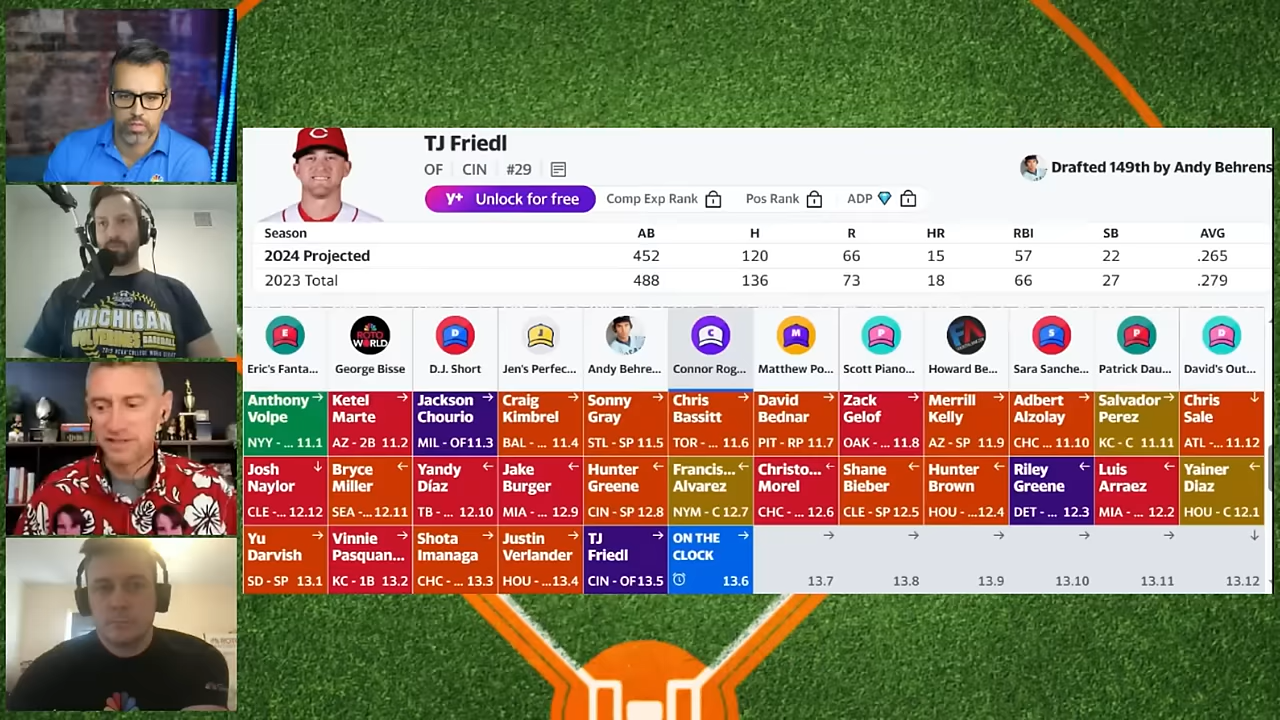 MICHIGAN
WOLVERINES BASEBALL
TJ Friedl
OF CIN #29
Drafted 149th by Andy Behrens
y+ Unlock for free Comp Exp Rank Pos Rank ADP
Season AB H R HR RBI SB AVG
2024 Projected 452 120 66 15 57 22 .265
2023 Total 488 136 73 18 66 27 .279
E ROTO WORLD D J C M P FA S P D
Eric's Fanta... George Bisse D.J. Short Jen's Perfec... Andy Behre... Connor Rog... Matthew Po... Scott Piano... Howard Be... Sara Sanche... Patrick Dau... David's Out...
Anthony Ketel Jackson Craig Sonny Chris David Zack Merrill Adbert Salvador Chris
Volpe Marte Chourio Kimbrel Gray Bassitt Bednar Gelof Kelly Alzolay Perez Sale
NYY - ... 11.1 AZ - 2B 11.2 MIL - OF 11.3 BAL - ... 11.4 STL - SP 11.5 TOR - ... 11.6 PIT - RP 11.7 OAK - ... 11.8 AZ - SP 11.9 CHC ... 11.10 KC - C 11.11 ATL - ... 11.12
Josh Bryce Yandy Jake Hunter Francis... Christo... Shane Hunter Riley Luis Yainer
Naylor Miller Díaz Burger Greene Alvarez Morel Bieber Brown Greene Arraez Diaz
CLE - ... 12.12 SEA - ... 12.11 TB - ... 12.10 MIA - ... 12.9 CIN - SP 12.8 NYM - C 12.7 CHC - ... 12.6 CLE - SP 12.5 HOU - ... 12.4 DET - ... 12.3 MIA - ... 12.2 HOU - C 12.1
Yu Vinnie Shota Justin TJ ON THE
Darvish Pasquan... Imanaga Verlander Friedl CLOCK
SD - SP 13.1 KC - 1B 13.2 CHC - ... 13.3 HOU - ... 13.4 CIN - OF 13.5 13.6 13.7 13.8 13.9 13.10 13.11 13.12